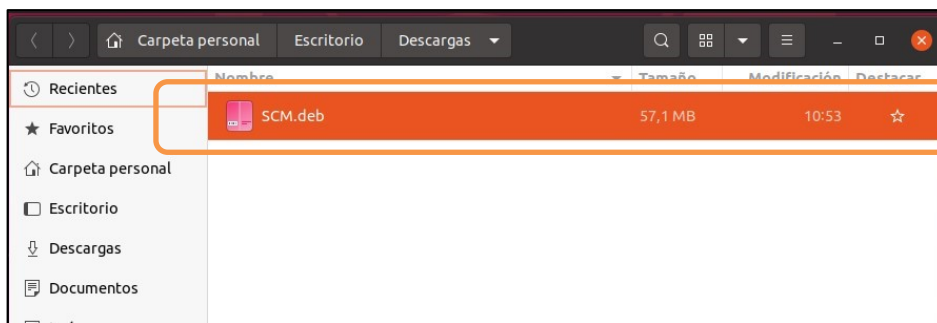 Carpeta personal Escritorio Descargas
Nombre Tamaño Modificación Destacar
Recientes
SCM.deb 57,1 MB 10:53
Favoritos
Carpeta personal
Escritorio
Descargas
Documentos